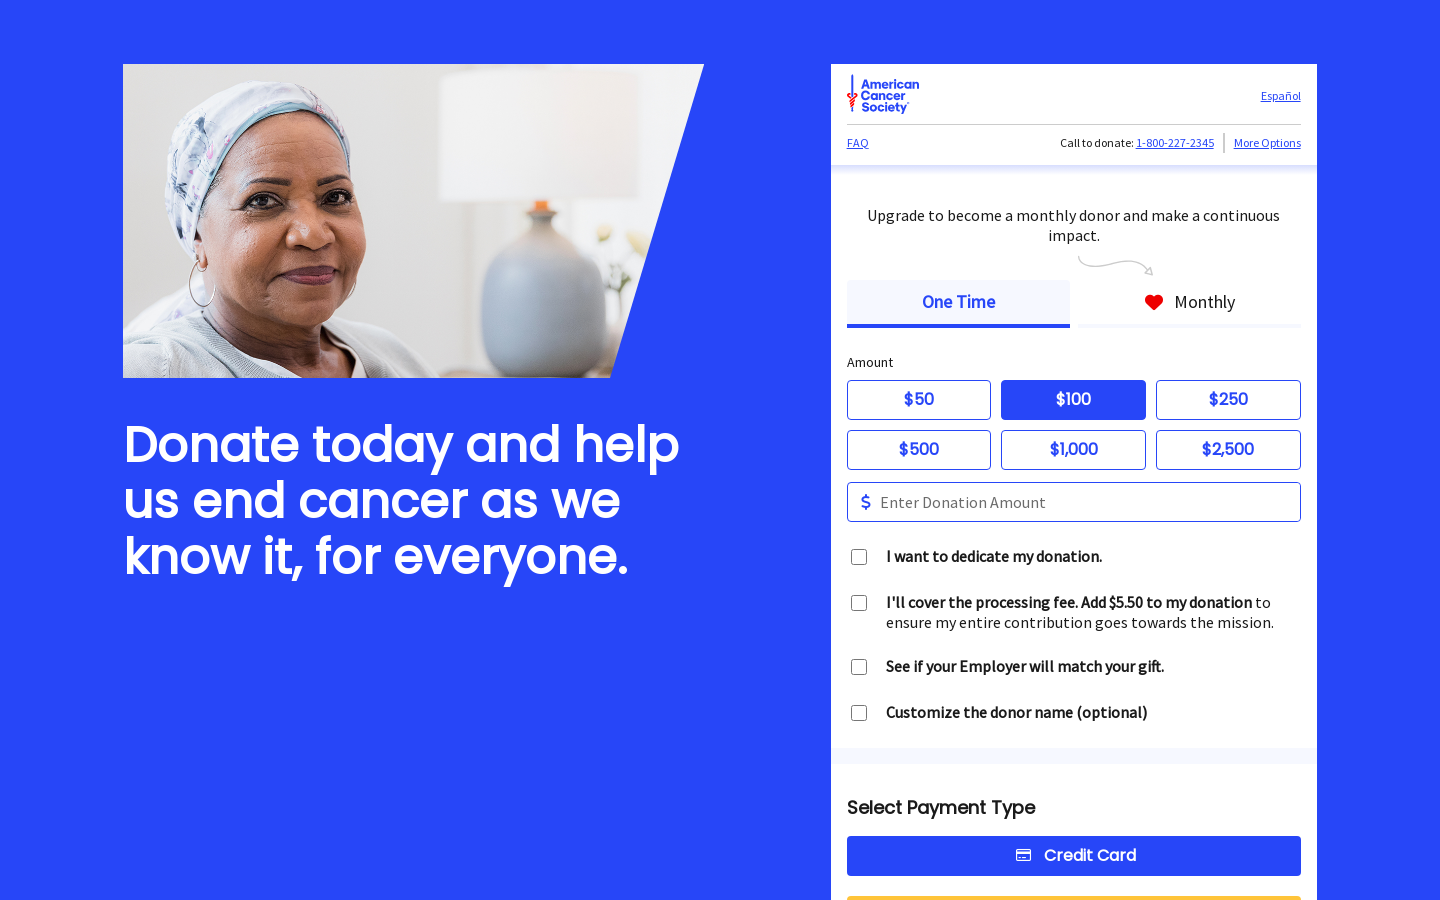 Donate today and help
us end cancer as we
know it, for everyone.
American
Cancer
Society
Español
FAQ
Call to donate: 1-800-227-2345
More Options
Upgrade to become a monthly donor and make a continuous
impact.
One Time
Monthly
Amount
$50
$100
$250
$500
$1,000
$2,500
$ Enter Donation Amount
I want to dedicate my donation.
I'll cover the processing fee. Add $5.50 to my donation to
ensure my entire contribution goes towards the mission.
See if your Employer will match your gift.
Customize the donor name (optional)
Select Payment Type
Credit Card